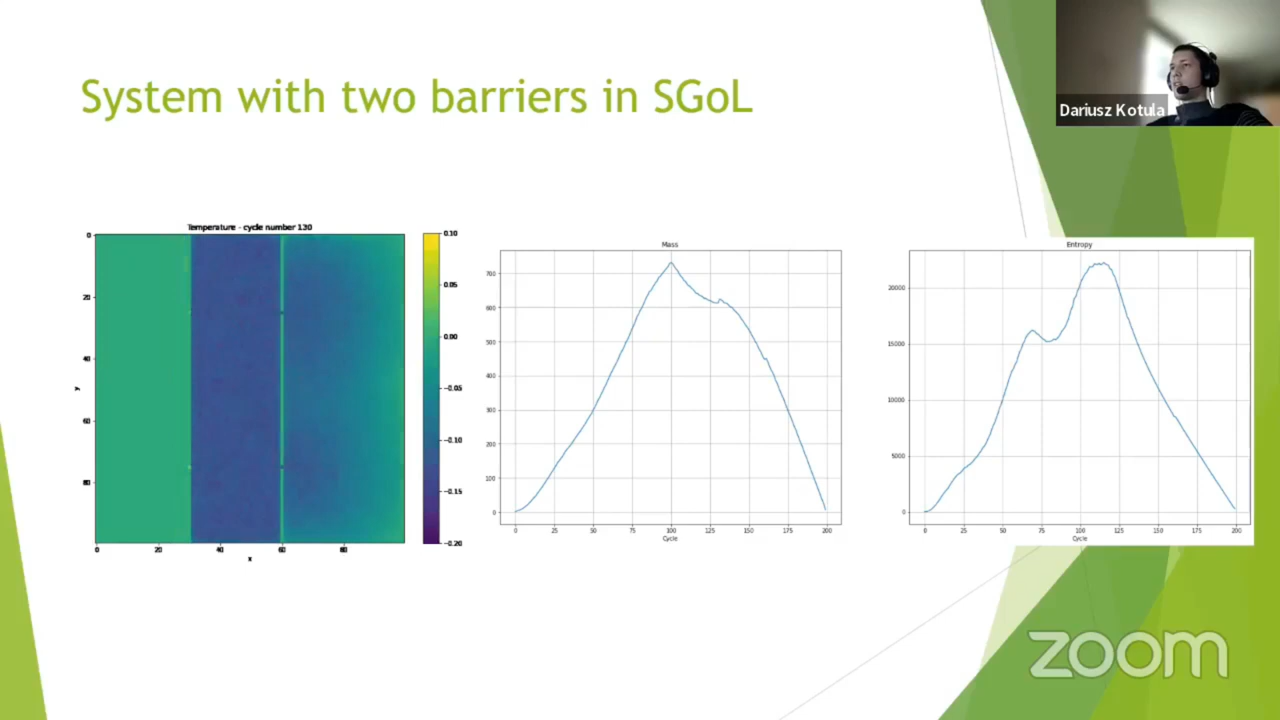 System with two barriers in SGoL
Dariusz Kotula
Temperature - cycle number 130
0
20
40
60
80
y
0 20 40 60 80
x
0.10
0.05
0.00
−0.05
−0.10
−0.15
−0.20
Mass
700
600
500
400
300
200
100
0
0 25 50 75 100 125 150 175 200
Cycle
Entropy
20000
15000
10000
5000
0
0 25 50 75 100 125 150 175 200
Cycle
zoom